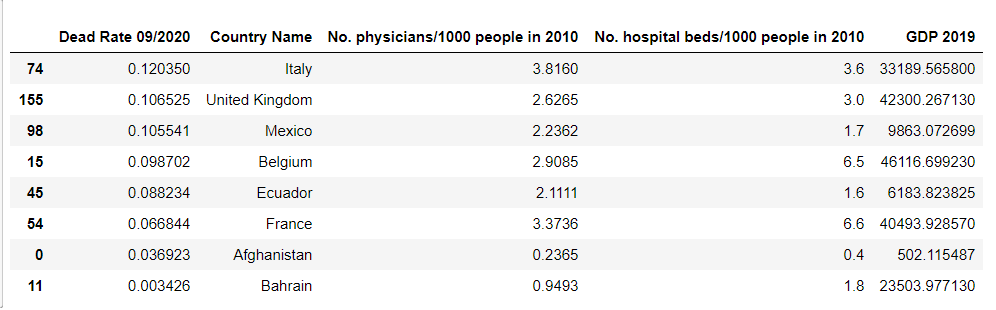 Dead Rate 09/2020 Country Name No. physicians/1000 people in 2010 No. hospital beds/1000 people in 2010 GDP 2019
74 0.120350 Italy 3.8160 3.6 33189.565800
155 0.106525 United Kingdom 2.6265 3.0 42300.267130
98 0.105541 Mexico 2.2362 1.7 9863.072699
15 0.098702 Belgium 2.9085 6.5 46116.699230
45 0.088234 Ecuador 2.1111 1.6 6183.823825
54 0.066844 France 3.3736 6.6 40493.928570
0 0.036923 Afghanistan 0.2365 0.4 502.115487
11 0.003426 Bahrain 0.9493 1.8 23503.977130